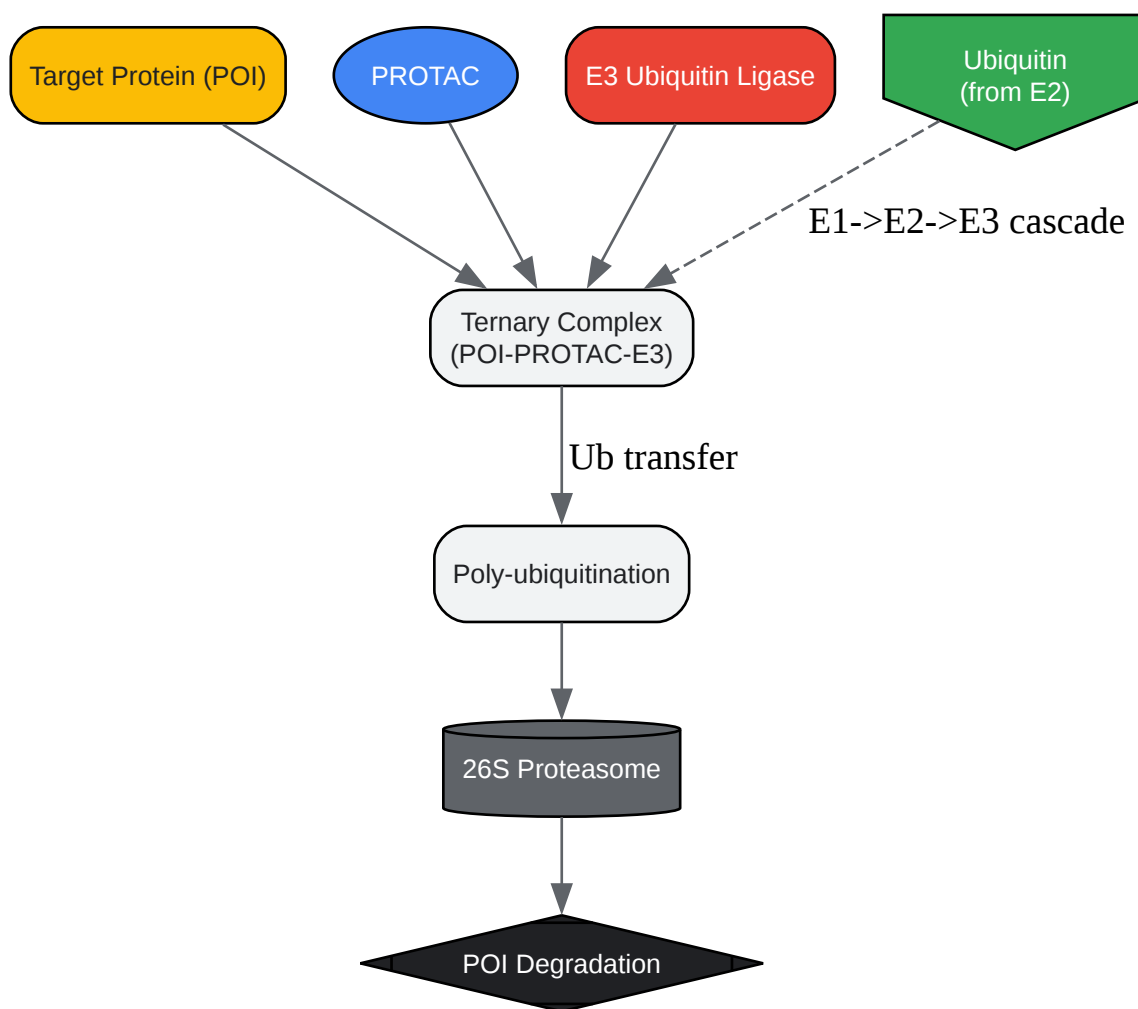 Target Protein (POI)
PROTAC
E3 Ubiquitin Ligase
Ubiquitin
(from E2)
E1->E2->E3 cascade
Ternary Complex
(POI-PROTAC-E3)
Ub transfer
Poly-ubiquitination
26S Proteasome
POI Degradation